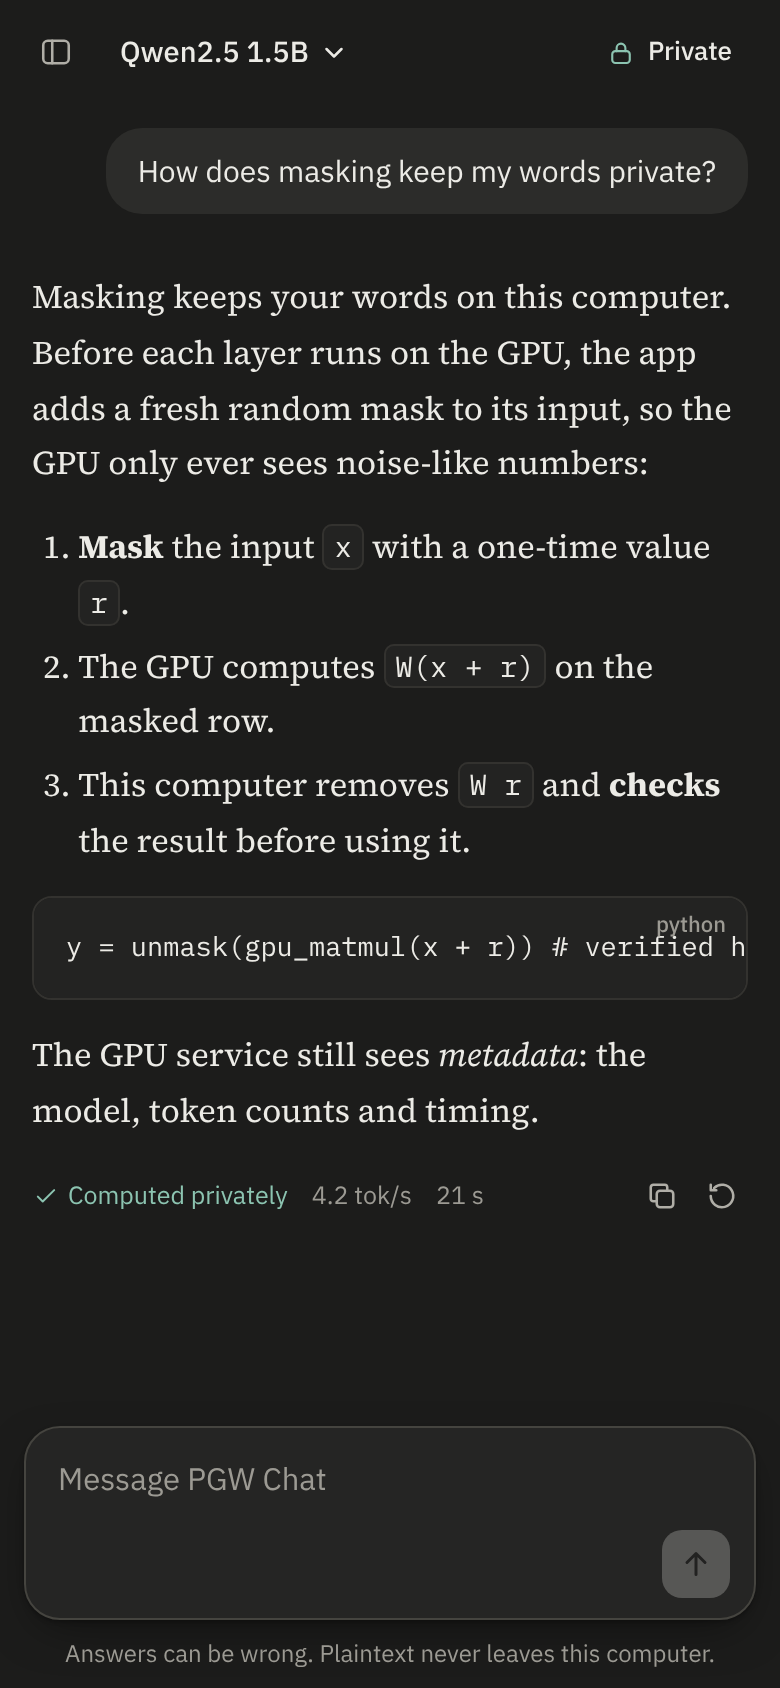 Qwen2.5 1.5B
Private
How does masking keep my words private?
Masking keeps your words on this computer.
Before each layer runs on the GPU, the app
adds a fresh random mask to its input, so the
GPU only ever sees noise-like numbers:
1. Mask the input x with a one-time value
r.
2. The GPU computes W(x + r) on the
masked row.
3. This computer removes W r and checks
the result before using it.
python
y = unmask(gpu_matmul(x + r)) # verified h
The GPU service still sees metadata: the
model, token counts and timing.
Computed privately 4.2 tok/s 21 s
Message PGW Chat
Answers can be wrong. Plaintext never leaves this computer.